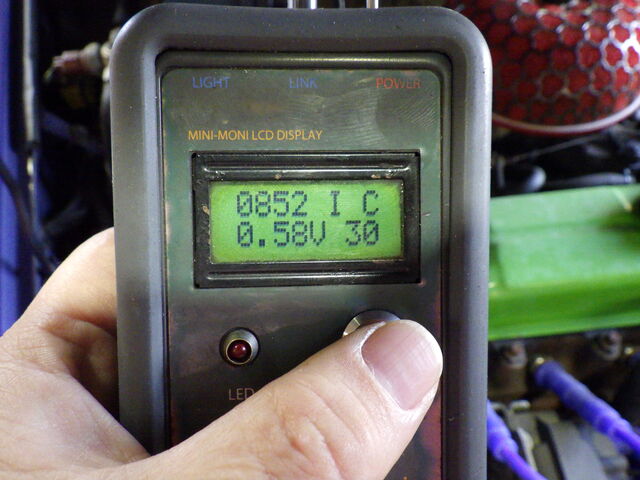 LIGHT LINK POWER
MINI-MONI LCD DISPLAY
0852 I C
0.58V 30
LED